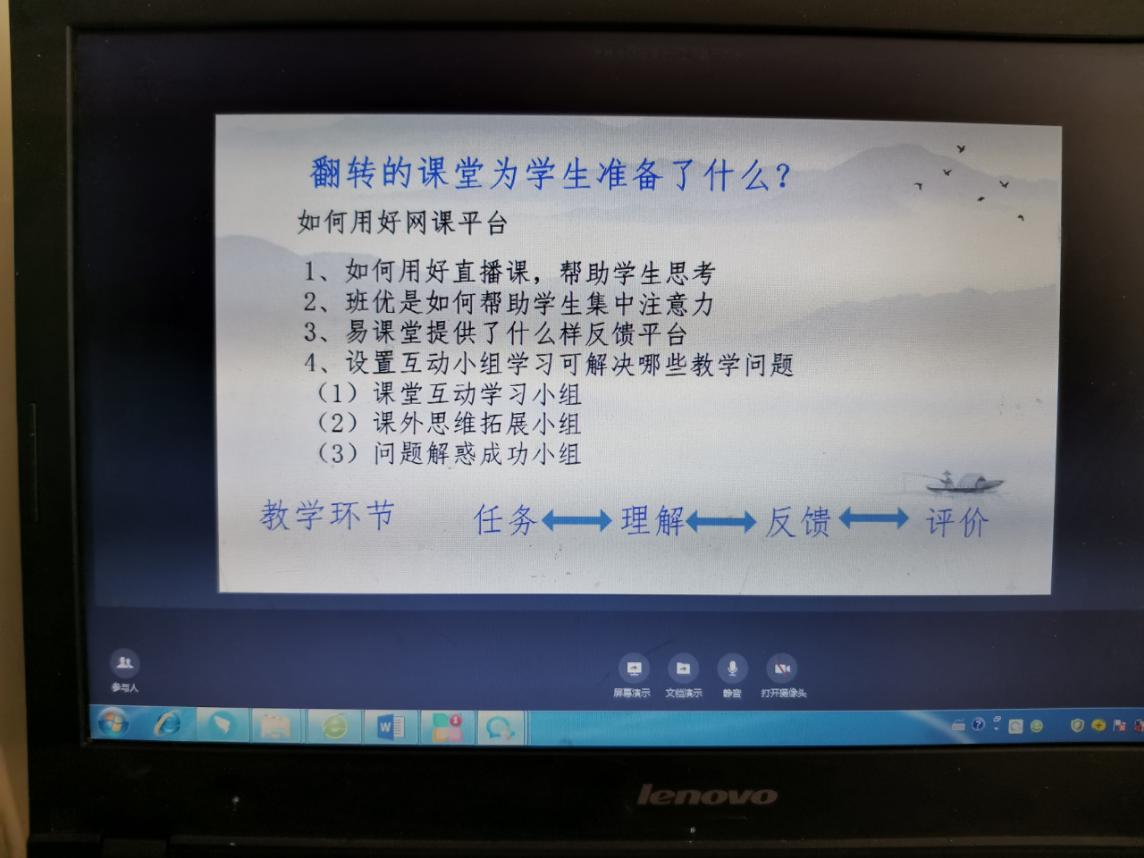 翻转的课堂为学生准备了什么?
如何用好网课平台
1、如何用好直播课，帮助学生思考
2、班优是如何帮助学生集中注意力
3、易课堂提供了什么样反馈平台
4、设置互动小组学习可解决哪些教学问题
（1）课堂互动学习小组
（2）课外思维拓展小组
（3）问题解惑成功小组
教学环节 任务 理解 反馈 评价
参与人 屏幕演示 文档演示 静音 打开摄像头
lenovo